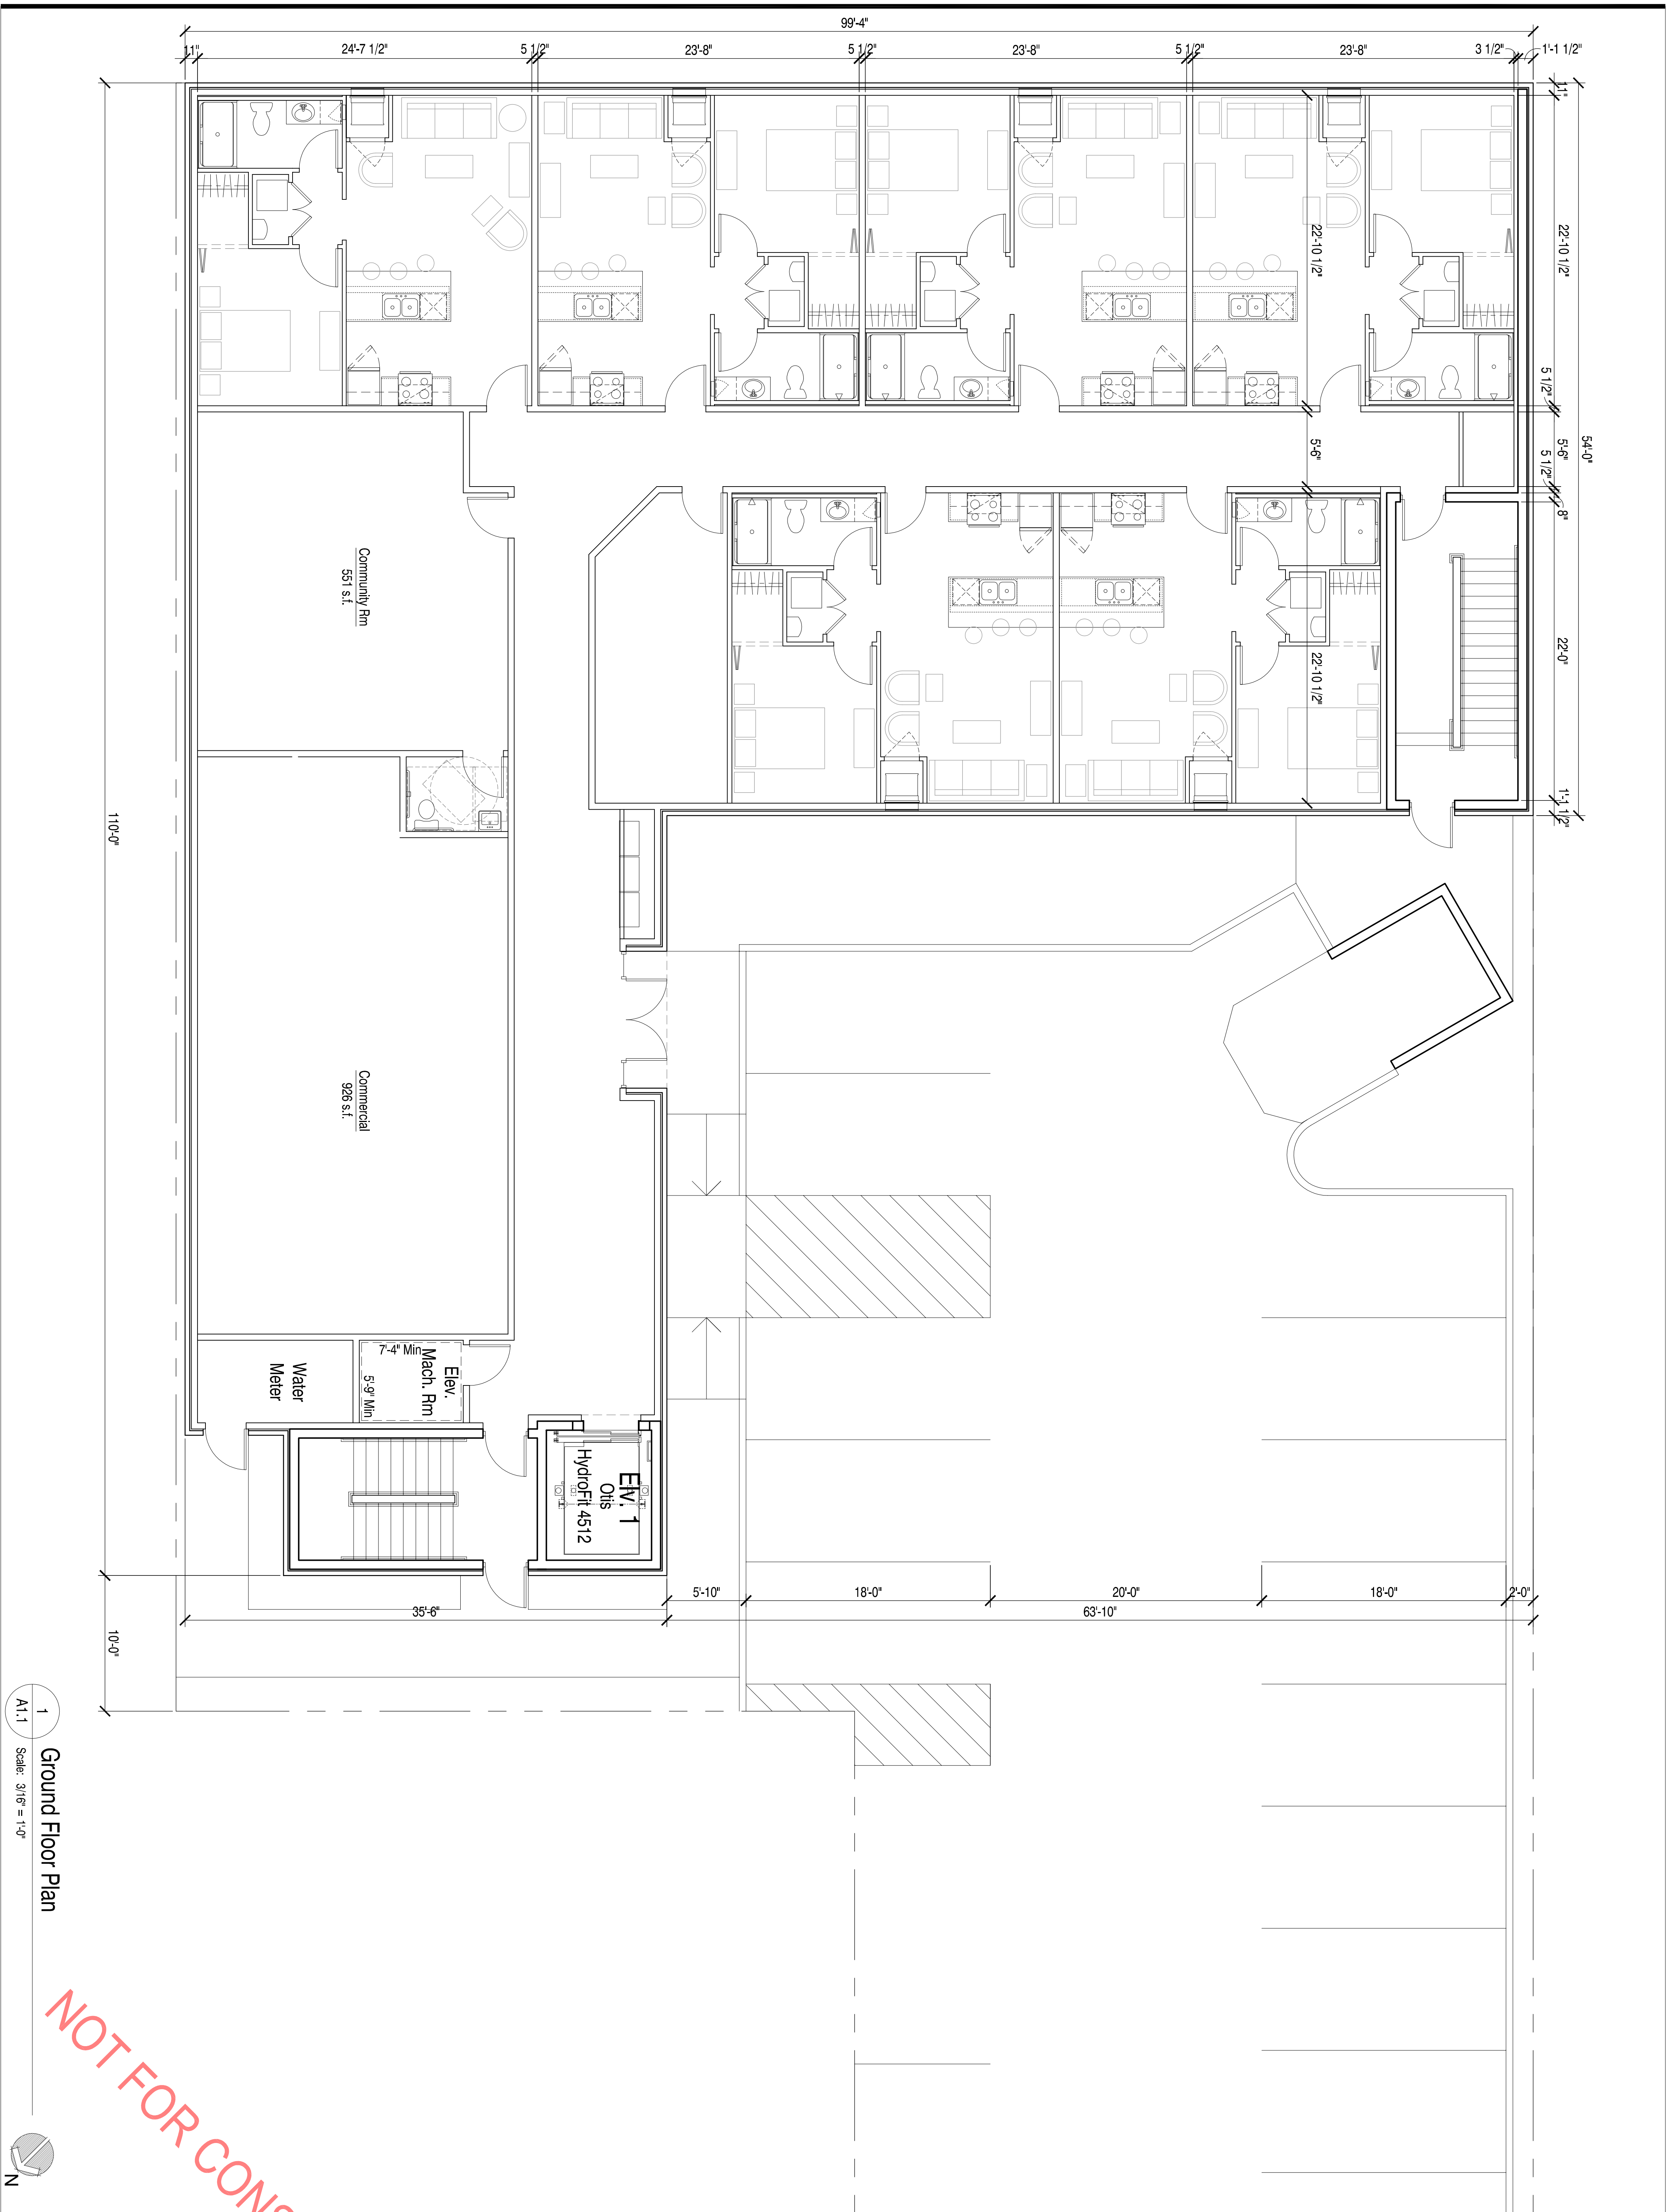 99'-4"
11"
24'-7 1/2"
5 1/2"
23'-8"
5 1/2"
23'-8"
5 1/2"
23'-8"
3 1/2"
1'-1 1/2"
11"
22'-10 1/2"
5 1/2"
5'-6"
5 1/2"
8"
22'-0"
1'-1 1/2"
54'-0"
22'-10 1/2"
5'-6"
22'-10 1/2"
Community Rm
551 s.f.
Commercial
926 s.f.
110'-0"
10'-0"
Water
Meter
Elev.
Mach. Rm
7'-4" Min
5'-9" Min
Elv. 1
Otis
HydroFit 4512
5'-10"
18'-0"
20'-0"
18'-0"
2'-0"
35'-6"
63'-10"
1
A1.1
Ground Floor Plan
Scale: 3/16" = 1'-0"
N
NOT FOR CONS